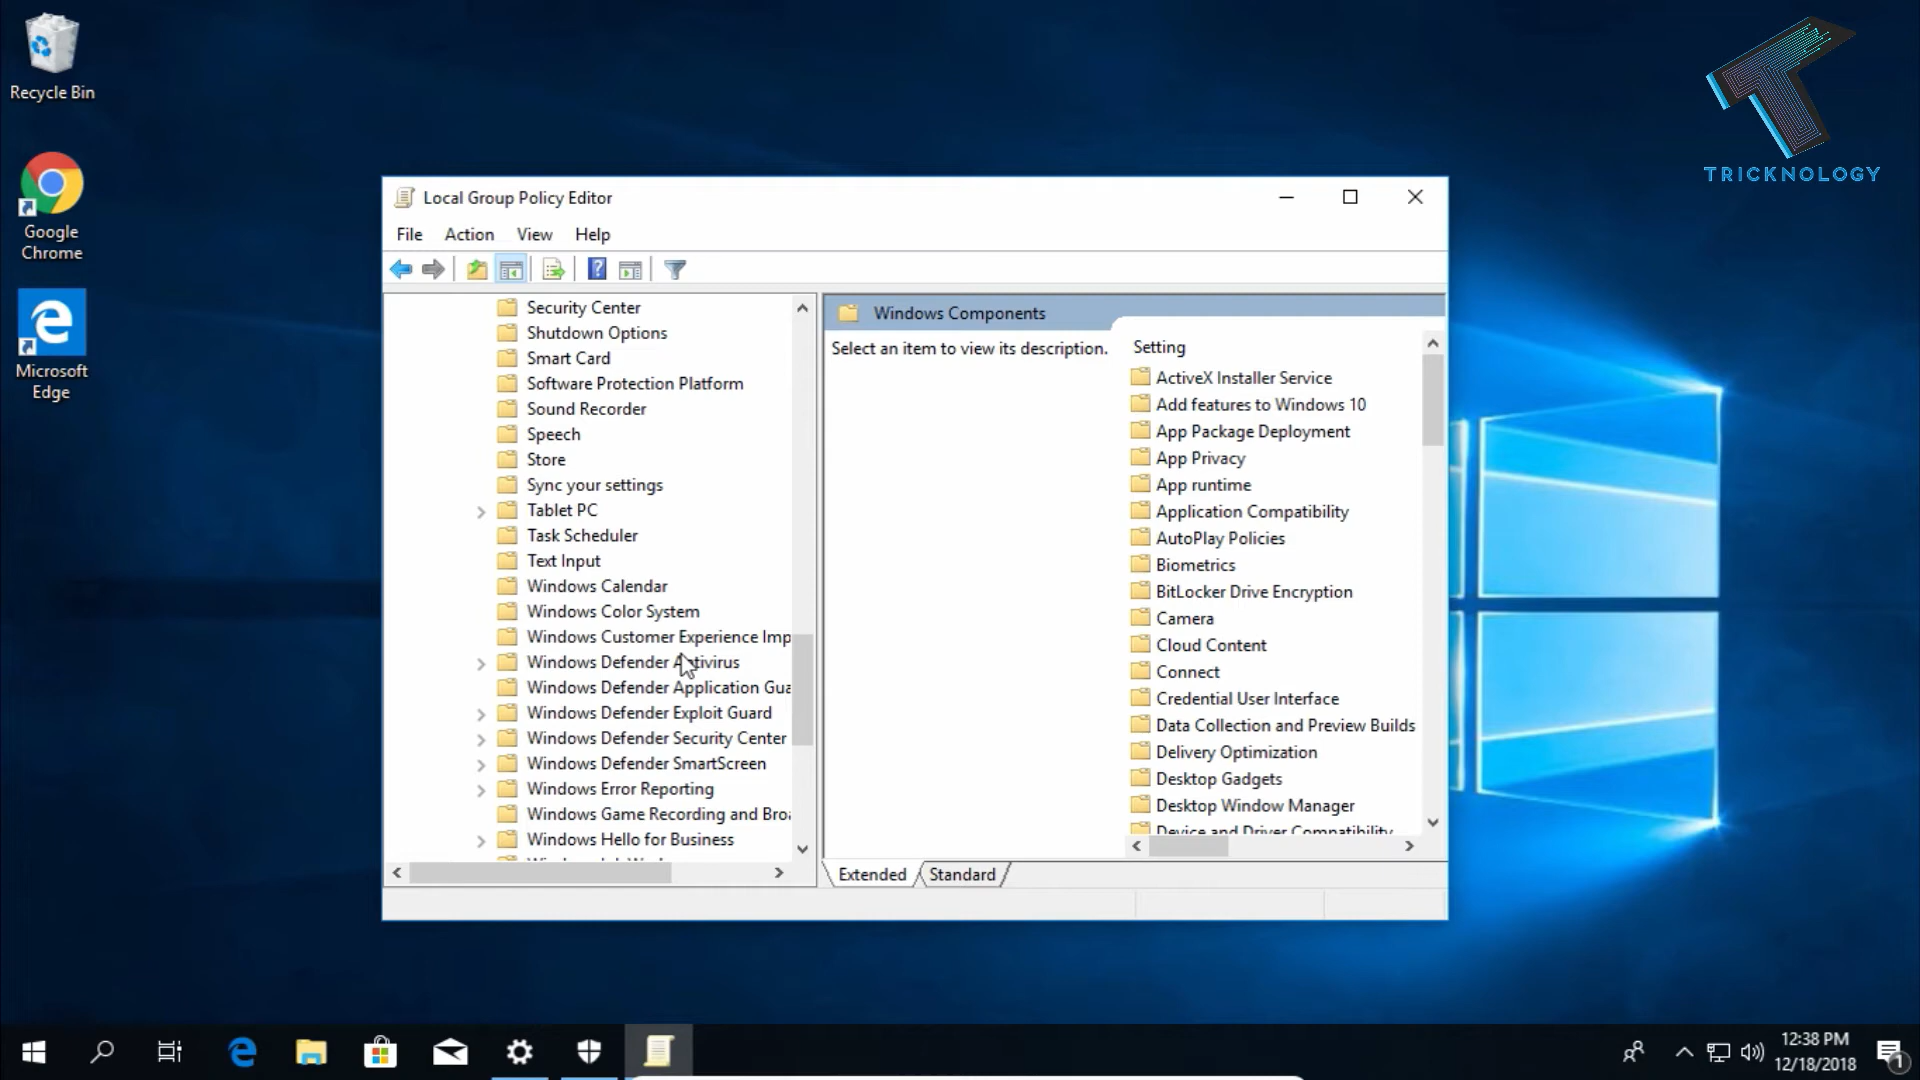 Recycle Bin
Google
Chrome
Microsoft
Edge
TRICKNOLOGY
Local Group Policy Editor
File Action View Help
Security Center
Shutdown Options
Smart Card
Software Protection Platform
Sound Recorder
Speech
Store
Sync your settings
Tablet PC
Task Scheduler
Text Input
Windows Calendar
Windows Color System
Windows Customer Experience Imp
Windows Defender Antivirus
Windows Defender Application Gua
Windows Defender Exploit Guard
Windows Defender Security Center
Windows Defender SmartScreen
Windows Error Reporting
Windows Game Recording and Broa
Windows Hello for Business
Windows Components
Select an item to view its description.
Setting
ActiveX Installer Service
Add features to Windows 10
App Package Deployment
App Privacy
App runtime
Application Compatibility
AutoPlay Policies
Biometrics
BitLocker Drive Encryption
Camera
Cloud Content
Connect
Credential User Interface
Data Collection and Preview Builds
Delivery Optimization
Desktop Gadgets
Desktop Window Manager
Device and Driver Compatibility
Extended Standard
12:38 PM
12/18/2018
1